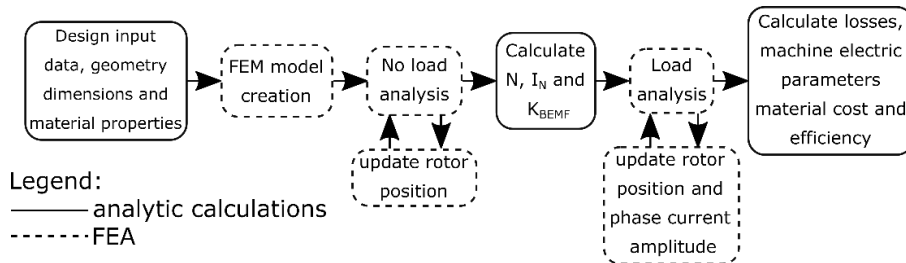 Design input
data, geometry
dimensions and
material properties
FEM model
creation
No load
analysis
update rotor
position
Calculate
N, I_N and
K_BEMF
Load
analysis
update rotor
position and
phase current
amplitude
Calculate losses,
machine electric
parameters
material cost and
efficiency
Legend:
analytic calculations
FEA